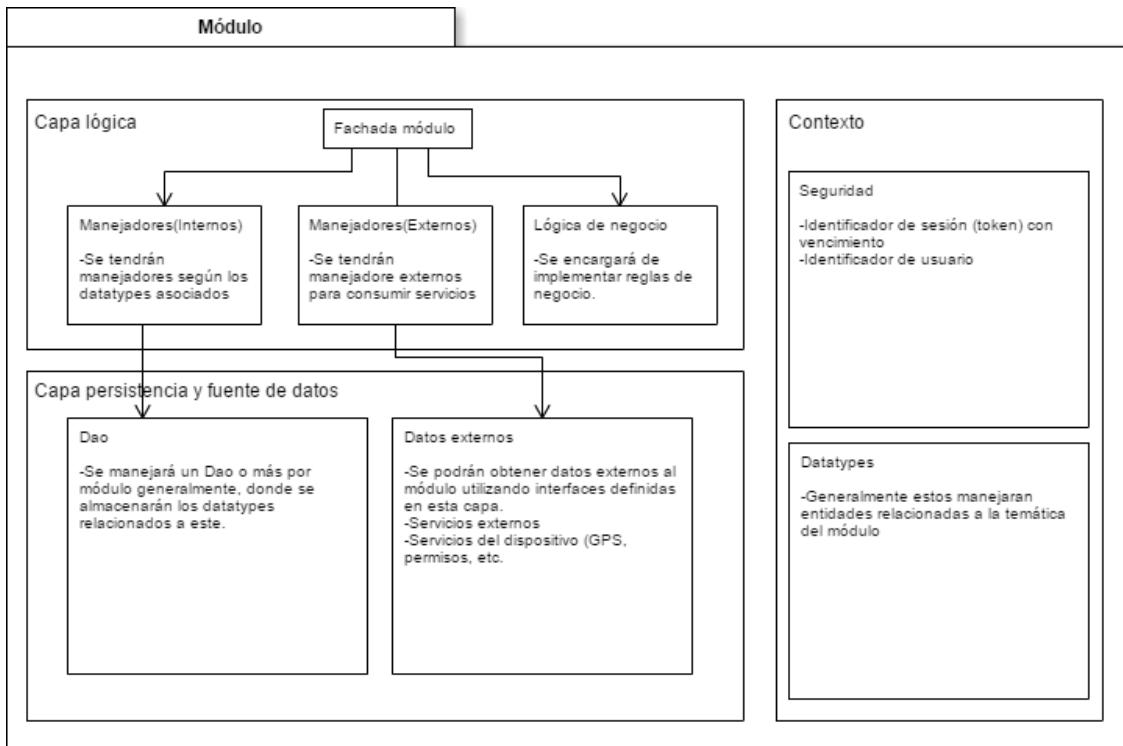 Módulo
Capa lógica
Fachada módulo
Manejadores(Internos)
-Se tendrán
manejadores según los
datatypes asociados
Manejadores(Externos)
-Se tendrán
manejadore externos
para consumir servicios
Lógica de negocio
-Se encargará de
implementar reglas de
negocio.
Capa persistencia y fuente de datos
Dao
-Se manejará un Dao o más por
módulo generalmente, donde se
almacenarán los datatypes
relacionados a este.
Datos externos
-Se podrán obtener datos externos al
módulo utilizando interfaces definidas
en esta capa.
-Servicios externos
-Servicios del dispositivo (GPS,
permisos, etc.
Contexto
Seguridad
-Identificador de sesión (token) con
vencimiento
-Identificador de usuario
Datatypes
-Generalmente estos manejaran
entidades relacionadas a la temática
del módulo